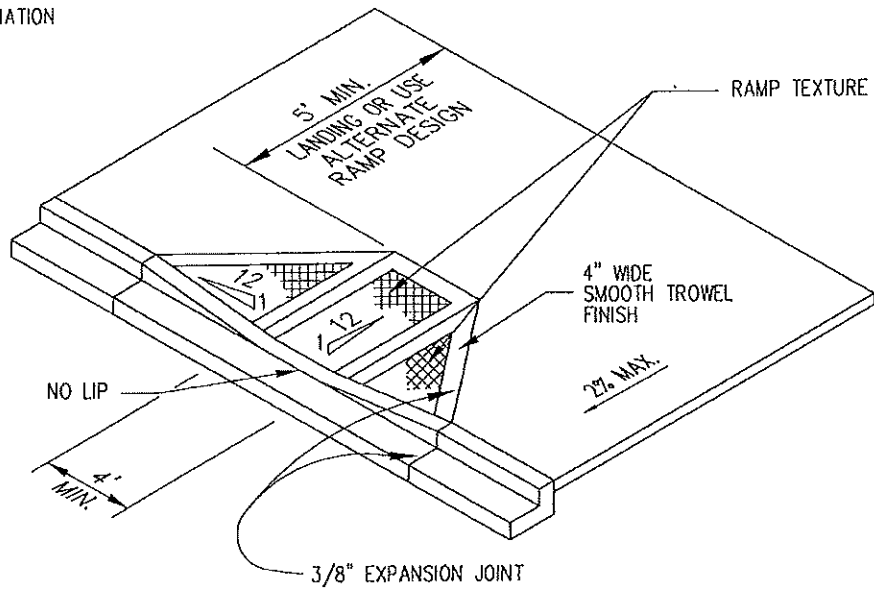 5' MIN.
LANDING OR USE
ALTERNATE
RAMP DESIGN
RAMP TEXTURE
12
1
1
12
4" WIDE
SMOOTH TROWEL
FINISH
2% MAX.
NO LIP
4'
MIN.
3/8" EXPANSION JOINT